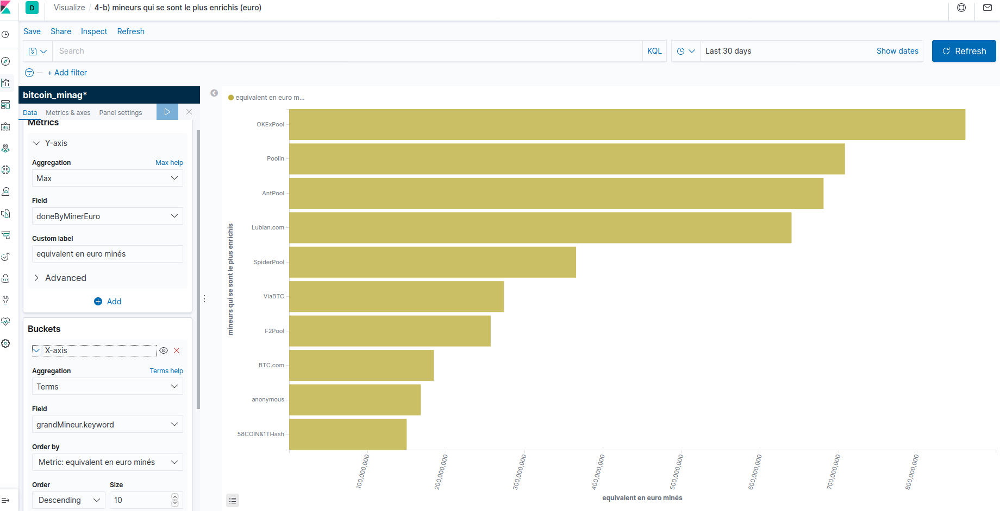 D Visualize / 4-b) mineurs qui se sont le plus enrichis (euro)
Save Share Inspect Refresh
Search KQL Last 30 days Show dates Refresh
+ Add filter
bitcoin_minag*
Data Metrics & axes Panel settings
Metrics
Y-axis
Aggregation Max help
Max
Field
doneByMinerEuro
Custom label
equivalent en euro minés
Advanced
Add
Buckets
X-axis
Aggregation Terms help
Terms
Field
grandMineur.keyword
Order by
Metric: equivalent en euro minés
Order Size
Descending 10
equivalent en euro m...
mineurs qui se sont le plus enrichis
OKExPool
Poolin
AntPool
Lubian.com
SpiderPool
ViaBTC
F2Pool
BTC.com
anonymous
58COIN&1THash
100,000,000 200,000,000 300,000,000 400,000,000 500,000,000 600,000,000 700,000,000 800,000,000
equivalent en euro minés